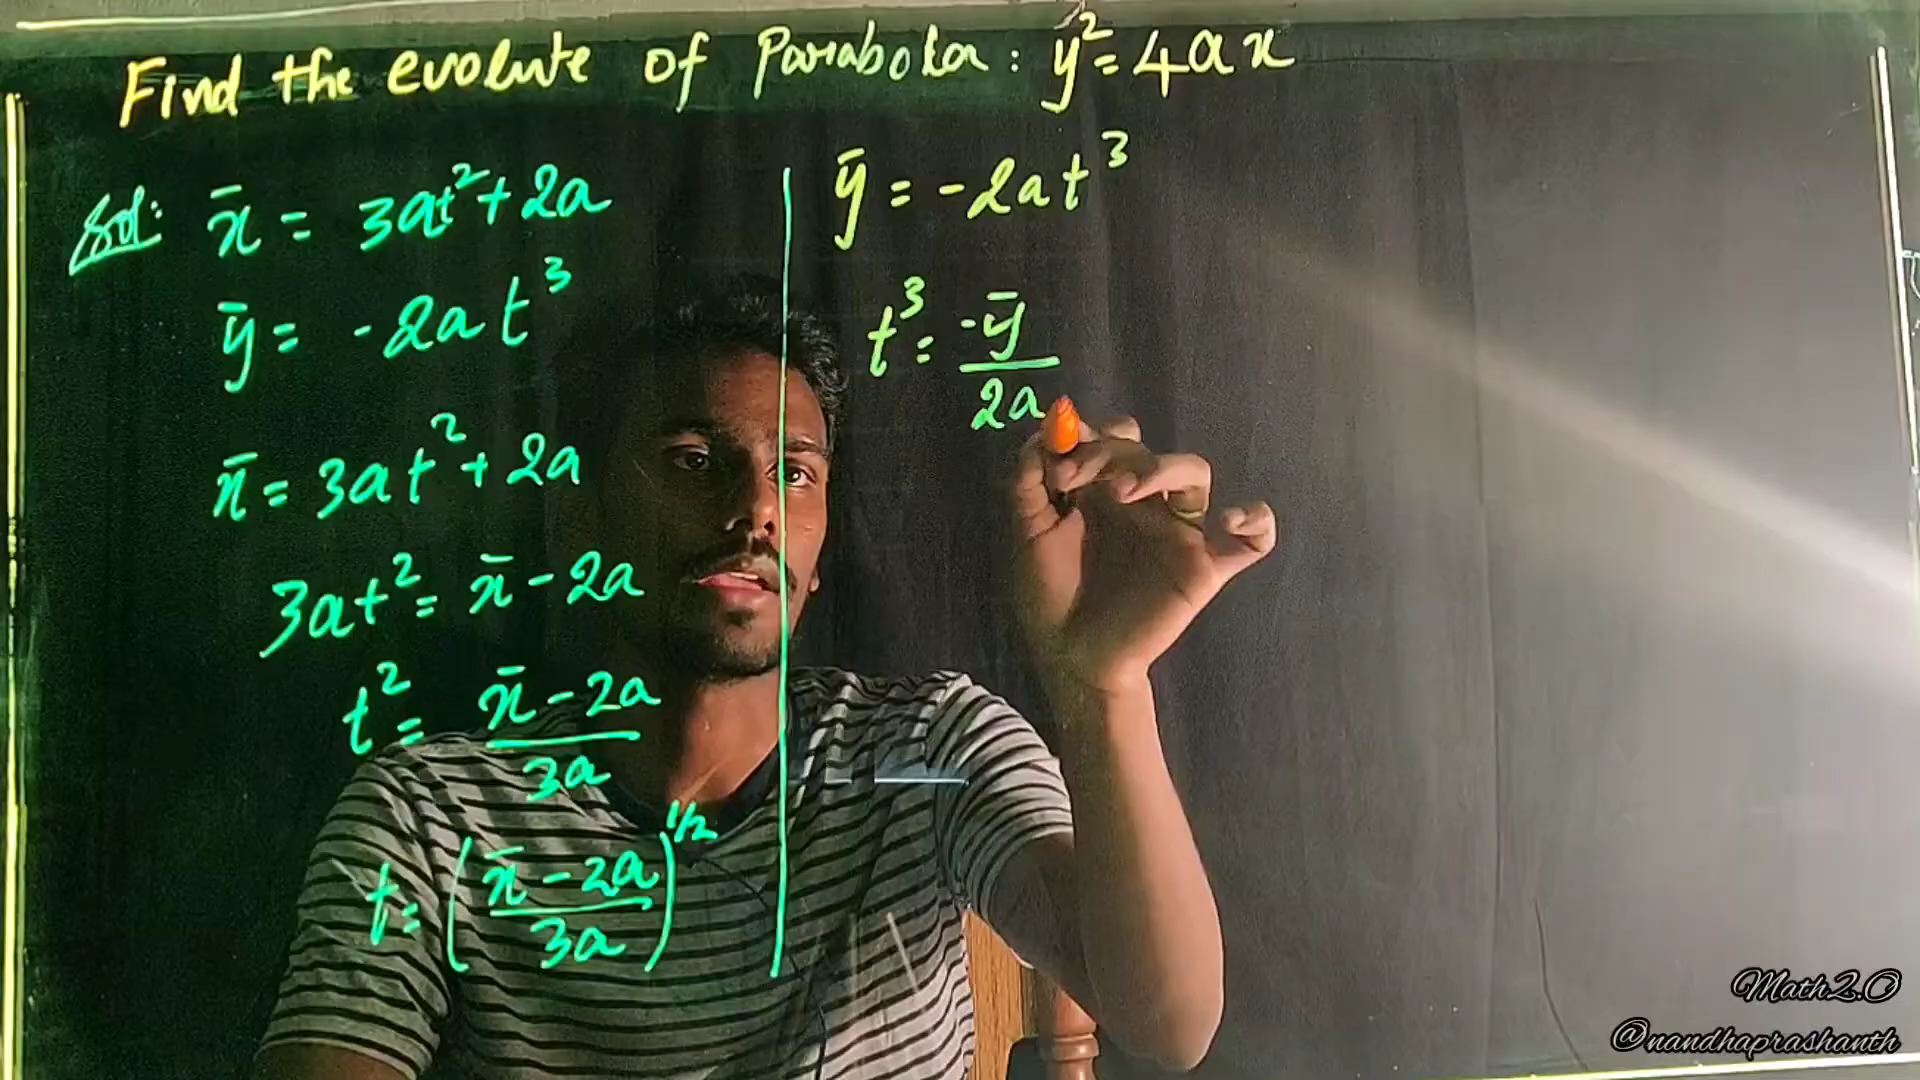 Find the evolute of Parabola: y² = 4ax
Sol: x̄ = 3at² + 2a
ȳ = -2at³
x̄ = 3at² + 2a
3at² = x̄ - 2a
t² = (x̄ - 2a)/3a
t = ((x̄ - 2a)/3a)^1/2
ȳ = -2at³
t³ = -ȳ/2a
Math2.0
@nandhaprashanth